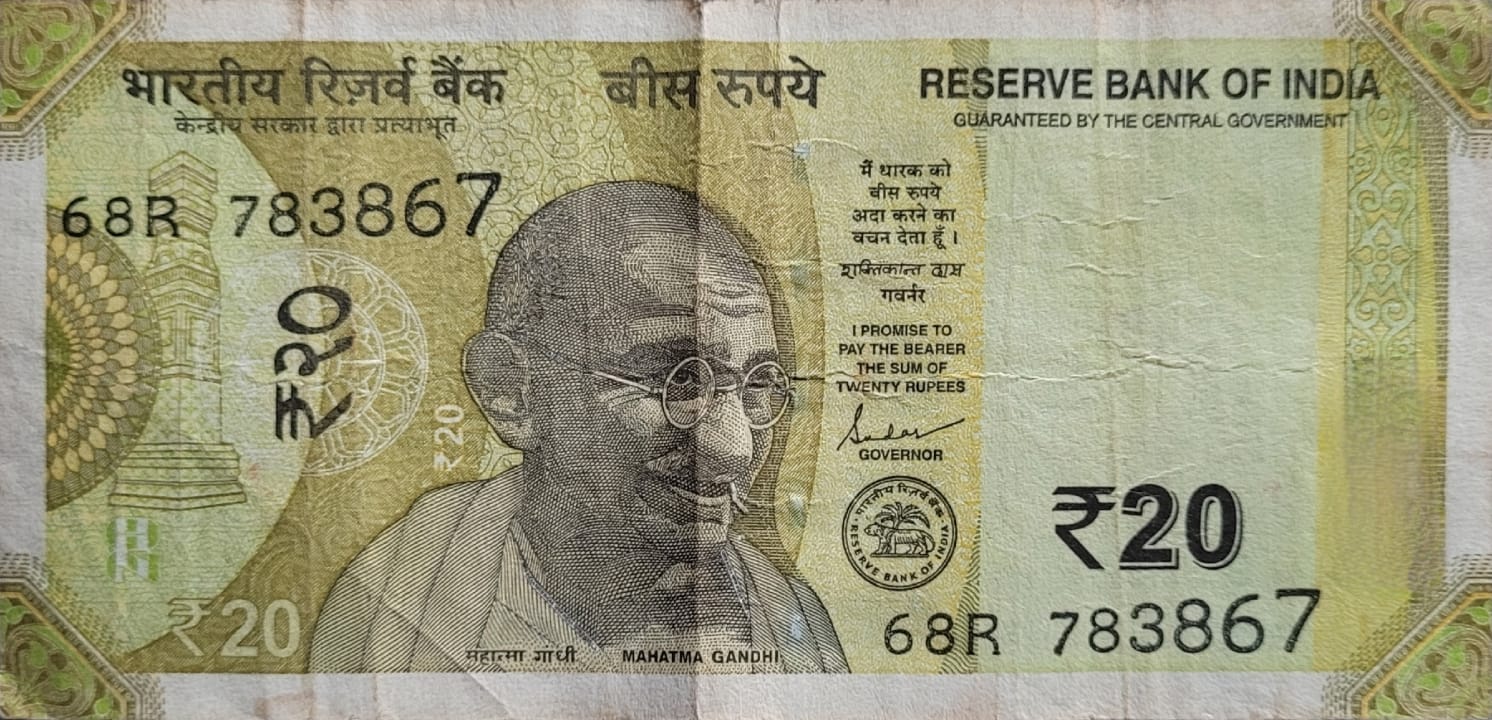 भारतीय रिज़र्व बैंक
केन्द्रीय सरकार द्वारा प्रत्याभूत
बीस रुपये
RESERVE BANK OF INDIA
GUARANTEED BY THE CENTRAL GOVERNMENT
68R 783867
₹२०
₹20
₹20
मैं धारक को
बीस रुपये
अदा करने का
वचन देता हूँ ।
शक्तिकान्त दास
गवर्नर
I PROMISE TO
PAY THE BEARER
THE SUM OF
TWENTY RUPEES
GOVERNOR
भारतीय रिज़र्व बैंक
RESERVE BANK OF INDIA
₹20
68R 783867
महात्मा गांधी
MAHATMA GANDHI